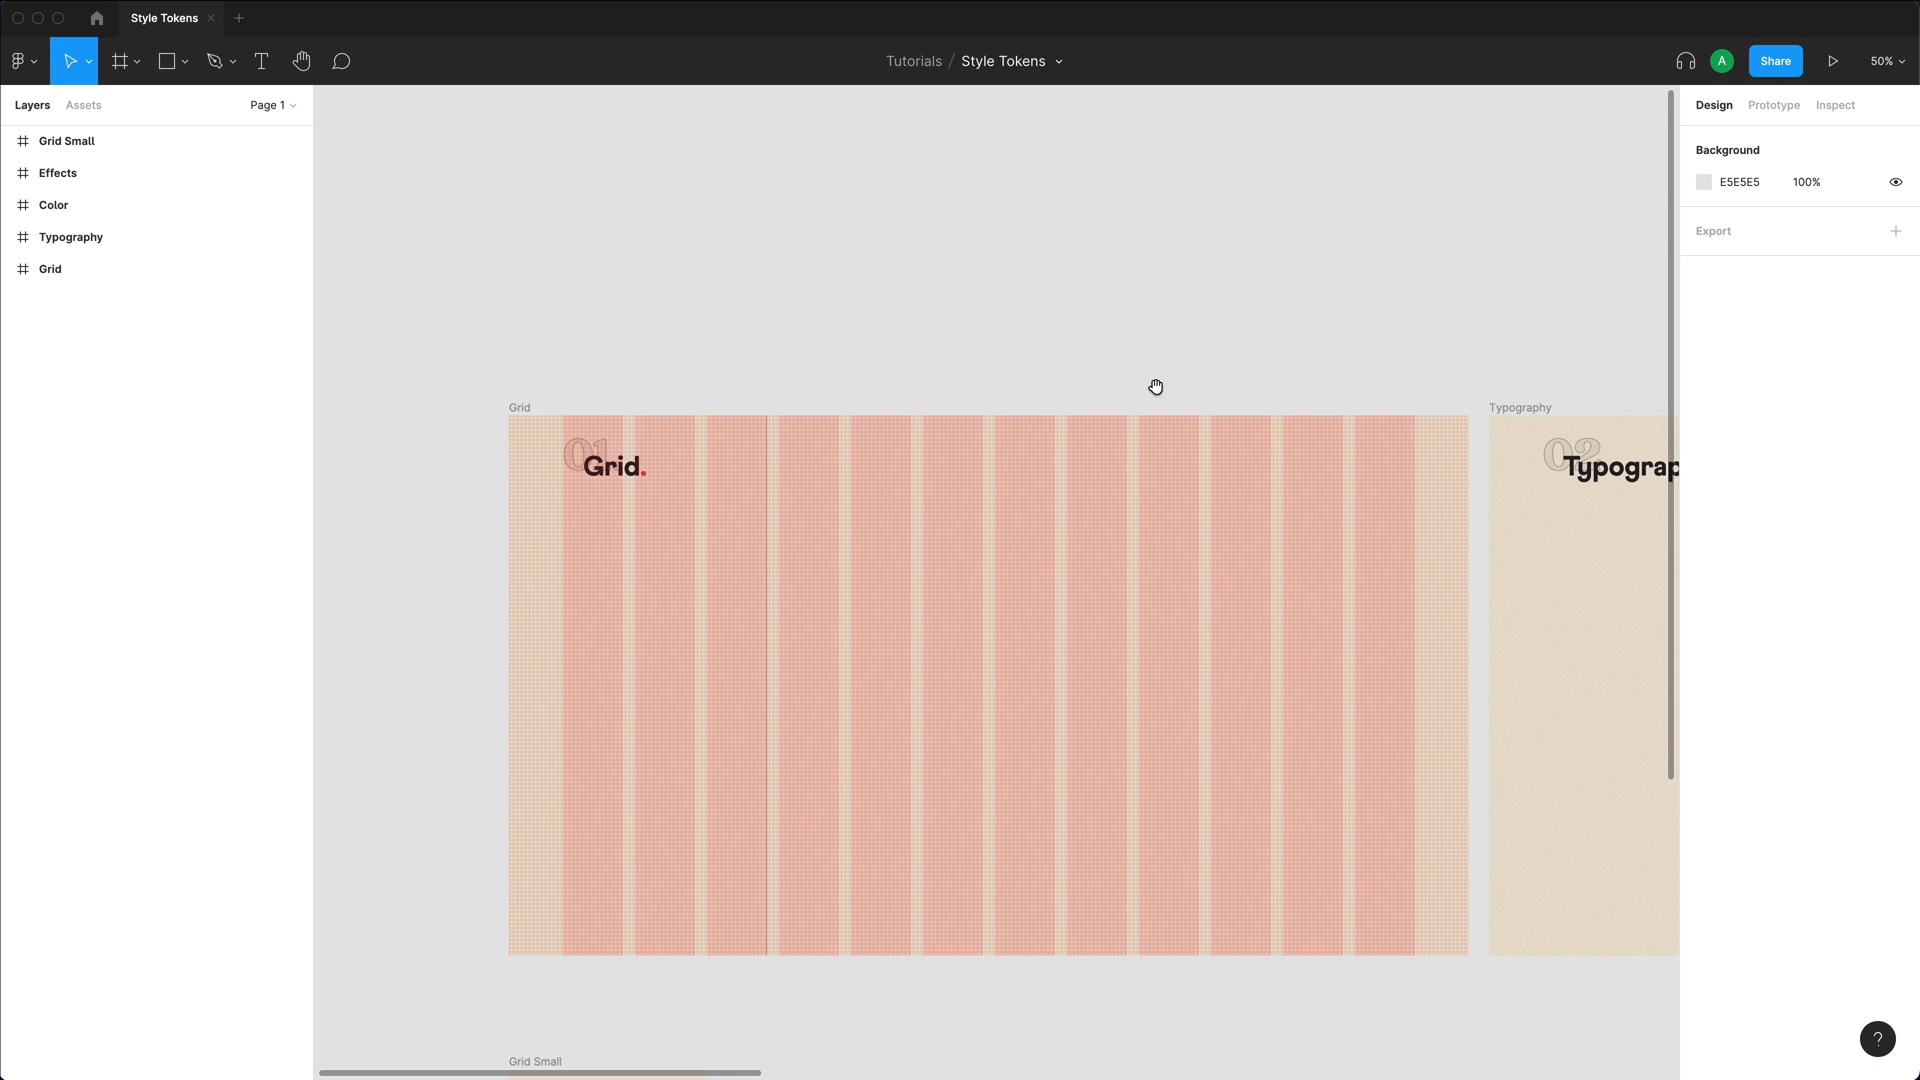 Style Tokens
Tutorials / Style Tokens
A
Share
50%
Layers
Assets
Page 1
Design
Prototype
Inspect
Grid Small
Effects
Color
Typography
Grid
Background
E5E5E5
100%
Export
Grid
Typography
01
Grid.
02
Typograp
Grid Small
?